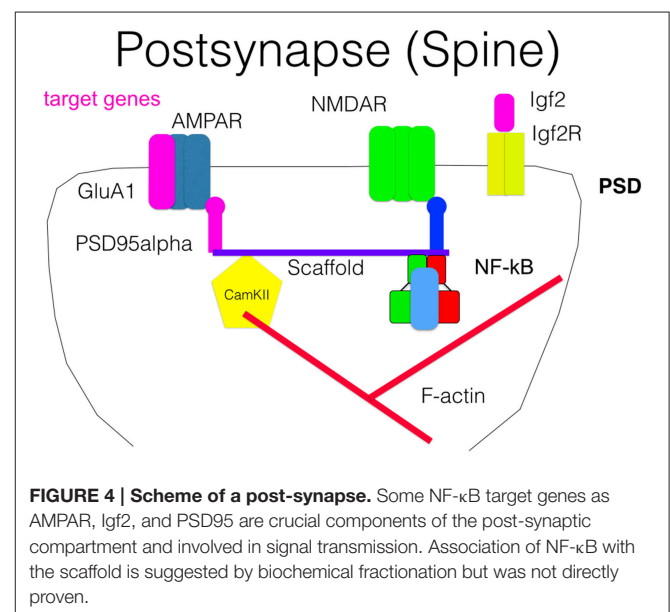 Postsynapse (Spine)
target genes
AMPAR
NMDAR
Igf2
Igf2R
GluA1
PSD
PSD95alpha
Scaffold
NF-kB
CamKII
F-actin
FIGURE 4 | Scheme of a post-synapse. Some NF-κB target genes as
AMPAR, Igf2, and PSD95 are crucial components of the post-synaptic
compartment and involved in signal transmission. Association of NF-κB with
the scaffold is suggested by biochemical fractionation but was not directly
proven.